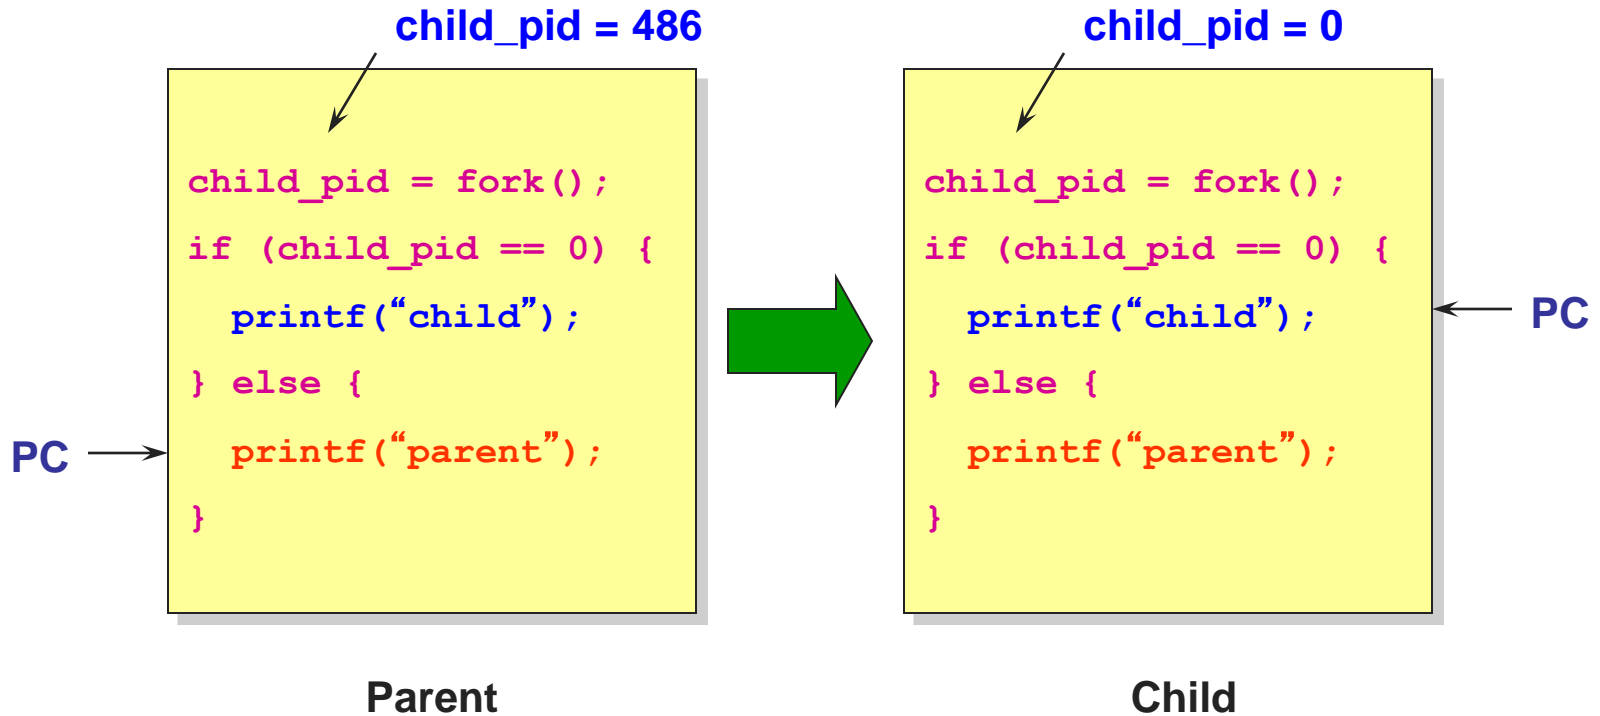 child_pid = 486
child_pid = fork();
if (child_pid == 0) {
printf(“child”);
} else {
PC
printf(“parent”);
}
Parent
child_pid = 0
child_pid = fork();
if (child_pid == 0) {
printf(“child”);
PC
} else {
printf(“parent”);
}
Child